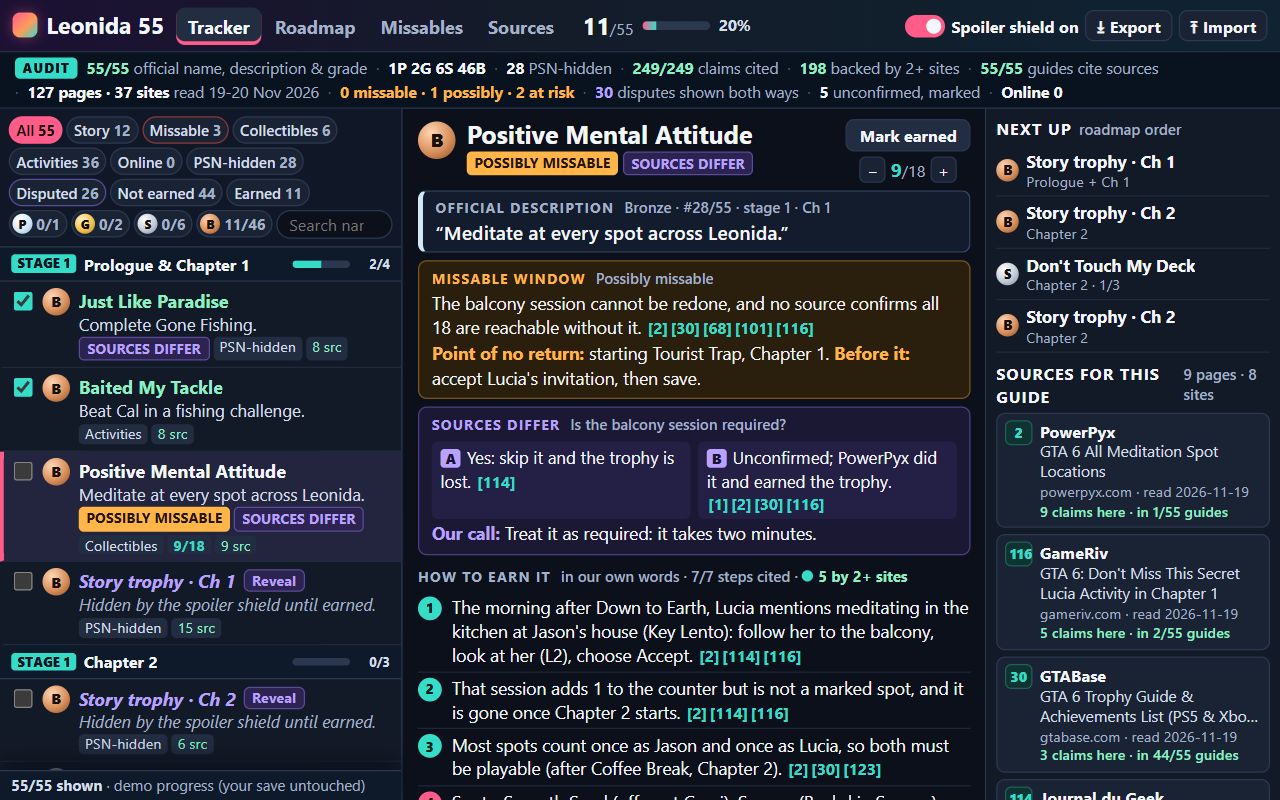 Leonida 55 Tracker Roadmap Missables Sources 11/55 20% Spoiler shield on Export Import
AUDIT 55/55 official name, description & grade · 1P 2G 6S 46B · 28 PSN-hidden · 249/249 claims cited · 198 backed by 2+ sites · 55/55 guides cite sources
· 127 pages · 37 sites read 19-20 Nov 2026 · 0 missable · 1 possibly · 2 at risk · 30 disputes shown both ways · 5 unconfirmed, marked · Online 0
All 55 Story 12 Missable 3 Collectibles 6
Activities 36 Online 0 PSN-hidden 28
Disputed 26 Not earned 44 Earned 11
P 0/1 G 0/2 S 0/6 B 11/46 Search nar
STAGE 1 Prologue & Chapter 1 2/4
B Just Like Paradise
Complete Gone Fishing.
SOURCES DIFFER PSN-hidden 8 src
B Baited My Tackle
Beat Cal in a fishing challenge.
Activities 8 src
B Positive Mental Attitude
Meditate at every spot across Leonida.
POSSIBLY MISSABLE SOURCES DIFFER
Collectibles 9/18 9 src
B Story trophy · Ch 1 Reveal
Hidden by the spoiler shield until earned.
PSN-hidden 15 src
STAGE 1 Chapter 2 0/3
B Story trophy · Ch 2 Reveal
Hidden by the spoiler shield until earned.
PSN-hidden 6 src
55/55 shown · demo progress (your save untouched)
B Positive Mental Attitude Mark earned
POSSIBLY MISSABLE SOURCES DIFFER − 9/18 +
OFFICIAL DESCRIPTION Bronze · #28/55 · stage 1 · Ch 1
“Meditate at every spot across Leonida.”
MISSABLE WINDOW Possibly missable
The balcony session cannot be redone, and no source confirms all
18 are reachable without it. [2] [30] [68] [101] [116]
Point of no return: starting Tourist Trap, Chapter 1. Before it:
accept Lucia's invitation, then save.
SOURCES DIFFER Is the balcony session required?
A Yes: skip it and the trophy is
lost. [114]
B Unconfirmed; PowerPyx did
it and earned the trophy.
[1] [2] [30] [116]
Our call: Treat it as required: it takes two minutes.
HOW TO EARN IT in our own words · 7/7 steps cited · 5 by 2+ sites
1 The morning after Down to Earth, Lucia mentions meditating in the
kitchen at Jason's house (Key Lento): follow her to the balcony,
look at her (L2), choose Accept. [2] [114] [116]
2 That session adds 1 to the counter but is not a marked spot, and it
is gone once Chapter 2 starts. [2] [114] [116]
3 Most spots count once as Jason and once as Lucia, so both must
be playable (after Coffee Break, Chapter 2). [2] [30] [123]
NEXT UP roadmap order
B Story trophy · Ch 1
Prologue + Ch 1
B Story trophy · Ch 2
Chapter 2
S Don't Touch My Deck
Chapter 2 · 1/3
B Story trophy · Ch 2
Chapter 2
SOURCES FOR THIS GUIDE 9 pages · 8 sites
2 PowerPyx
GTA 6 All Meditation Spot
Locations
powerpyx.com · read 2026-11-19
9 claims here · in 1/55 guides
116 GameRiv
GTA 6: Don't Miss This Secret
Lucia Activity in Chapter 1
gameriv.com · read 2026-11-19
5 claims here · in 2/55 guides
30 GTABase
GTA 6 Trophy Guide &
Achievements List (PS5 & Xbo...
gtabase.com · read 2026-11-19
3 claims here · in 44/55 guides
114 Journal du Geek